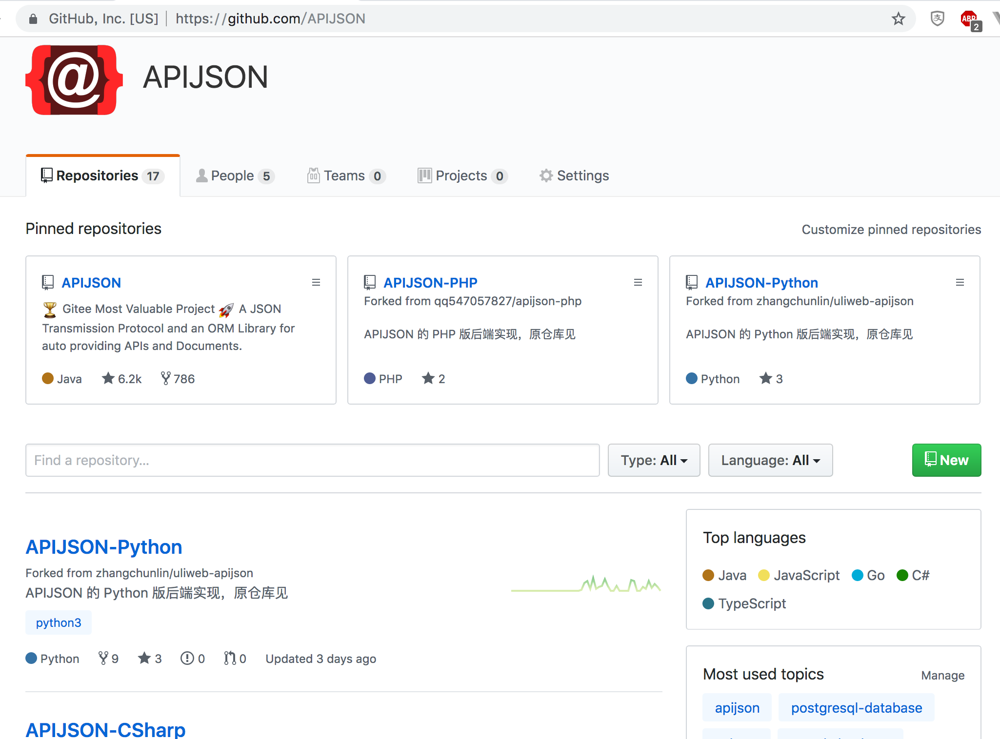 GitHub, Inc. [US] | https://github.com/APIJSON
ABP 2
APIJSON
Repositories 17 People 5 Teams 0 Projects 0 Settings
Pinned repositories
Customize pinned repositories
APIJSON
🏆 Gitee Most Valuable Project 🚀 A JSON
Transmission Protocol and an ORM Library for
auto providing APIs and Documents.
Java 6.2k 786
APIJSON-PHP
Forked from qq547057827/apijson-php
APIJSON 的 PHP 版后端实现，原仓库见
PHP 2
APIJSON-Python
Forked from zhangchunlin/uliweb-apijson
APIJSON 的 Python 版后端实现，原仓库见
Python 3
Find a repository...
Type: All
Language: All
New
APIJSON-Python
Forked from zhangchunlin/uliweb-apijson
APIJSON 的 Python 版后端实现，原仓库见
python3
Python 9 3 0 0 Updated 3 days ago
APIJSON-CSharp
Top languages
Java JavaScript Go C#
TypeScript
Most used topics
Manage
apijson postgresql-database